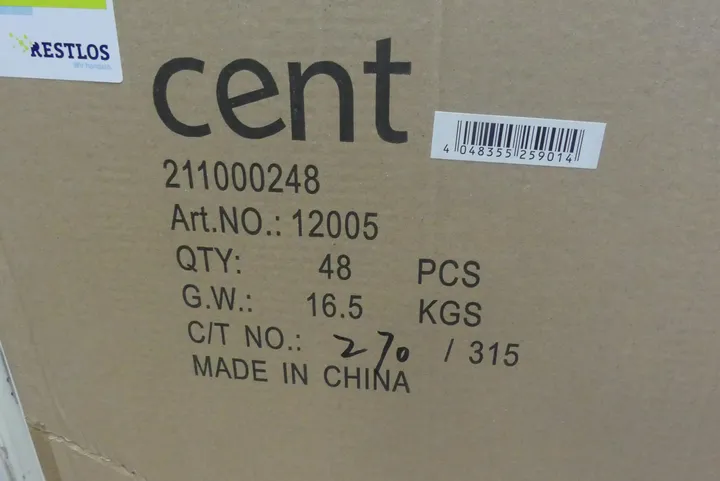 RESTLOS
cent
4 048355 259014
211000248
Art.NO.: 12005
QTY: 48 PCS
G.W.: 16.5 KGS
C/T NO.: 270 / 315
MADE IN CHINA